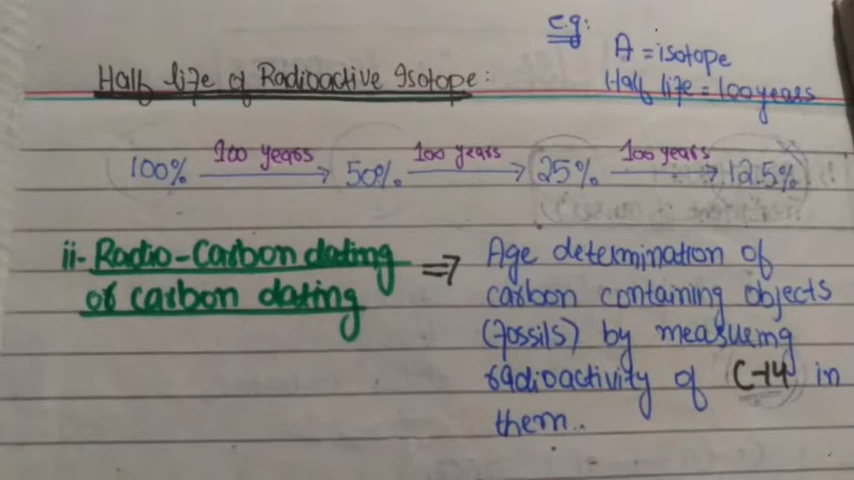 e.g:
A = isotope
Half life = 100 years
Half life of Radioactive Isotope:
100% 100 years → 50% 100 years → 25% 100 years → 12.5%
ii- Radio-Carbon dating
or carbon dating
⇒ Age determination of
carbon containing objects
(fossils) by measureing
radioactivity of C-14 in
them..